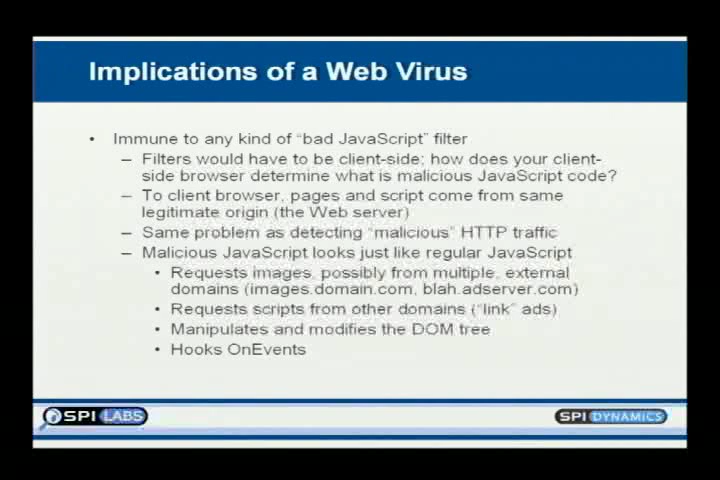 Implications of a Web Virus
• Immune to any kind of "bad JavaScript" filter
– Filters would have to be client-side; how does your client-
side browser determine what is malicious JavaScript code?
– To client browser, pages and script come from same
legitimate origin (the Web server)
– Same problem as detecting "malicious" HTTP traffic
– Malicious JavaScript looks just like regular JavaScript
• Requests images, possibly from multiple, external
domains (images.domain.com, blah.adserver.com)
• Requests scripts from other domains ("link" ads)
• Manipulates and modifies the DOM tree
• Hooks OnEvents
SPI LABS
SPI DYNAMICS